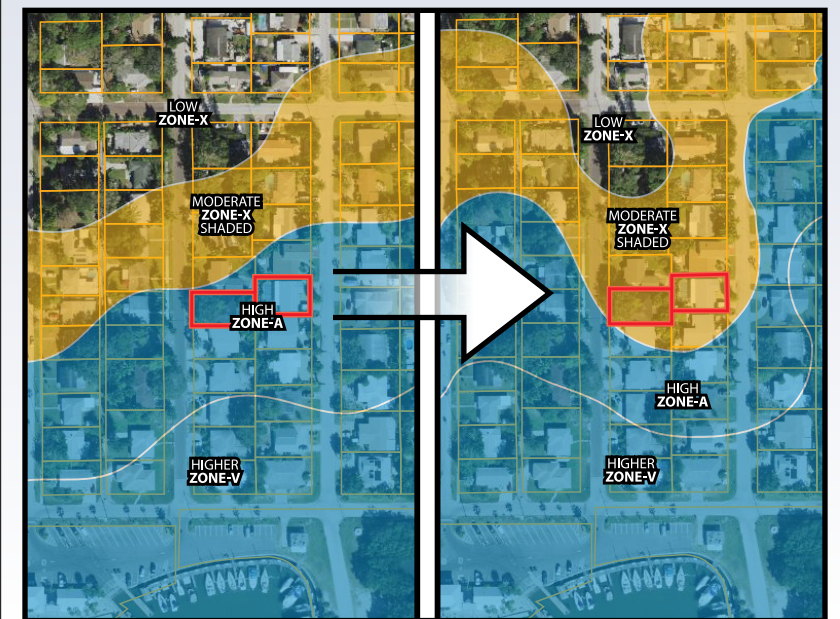 LOW
ZONE-X
MODERATE
ZONE-X
SHADED
HIGH
ZONE-A
HIGHER
ZONE-V
LOW
ZONE-X
MODERATE
ZONE-X
SHADED
HIGH
ZONE-A
HIGHER
ZONE-V